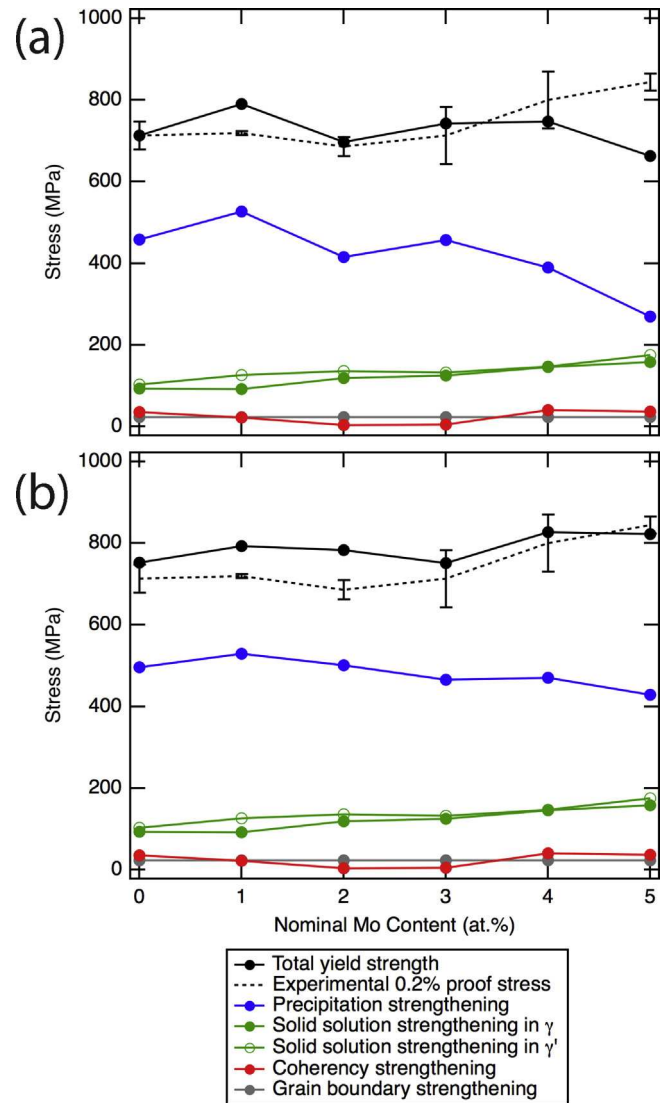 (a)
1000
800
600
400
200
0
Stress (MPa)
(b)
1000
800
600
400
200
0
Stress (MPa)
0 1 2 3 4 5
Nominal Mo Content (at.%)
Total yield strength
Experimental 0.2% proof stress
Precipitation strengthening
Solid solution strengthening in γ
Solid solution strengthening in γ'
Coherency strengthening
Grain boundary strengthening